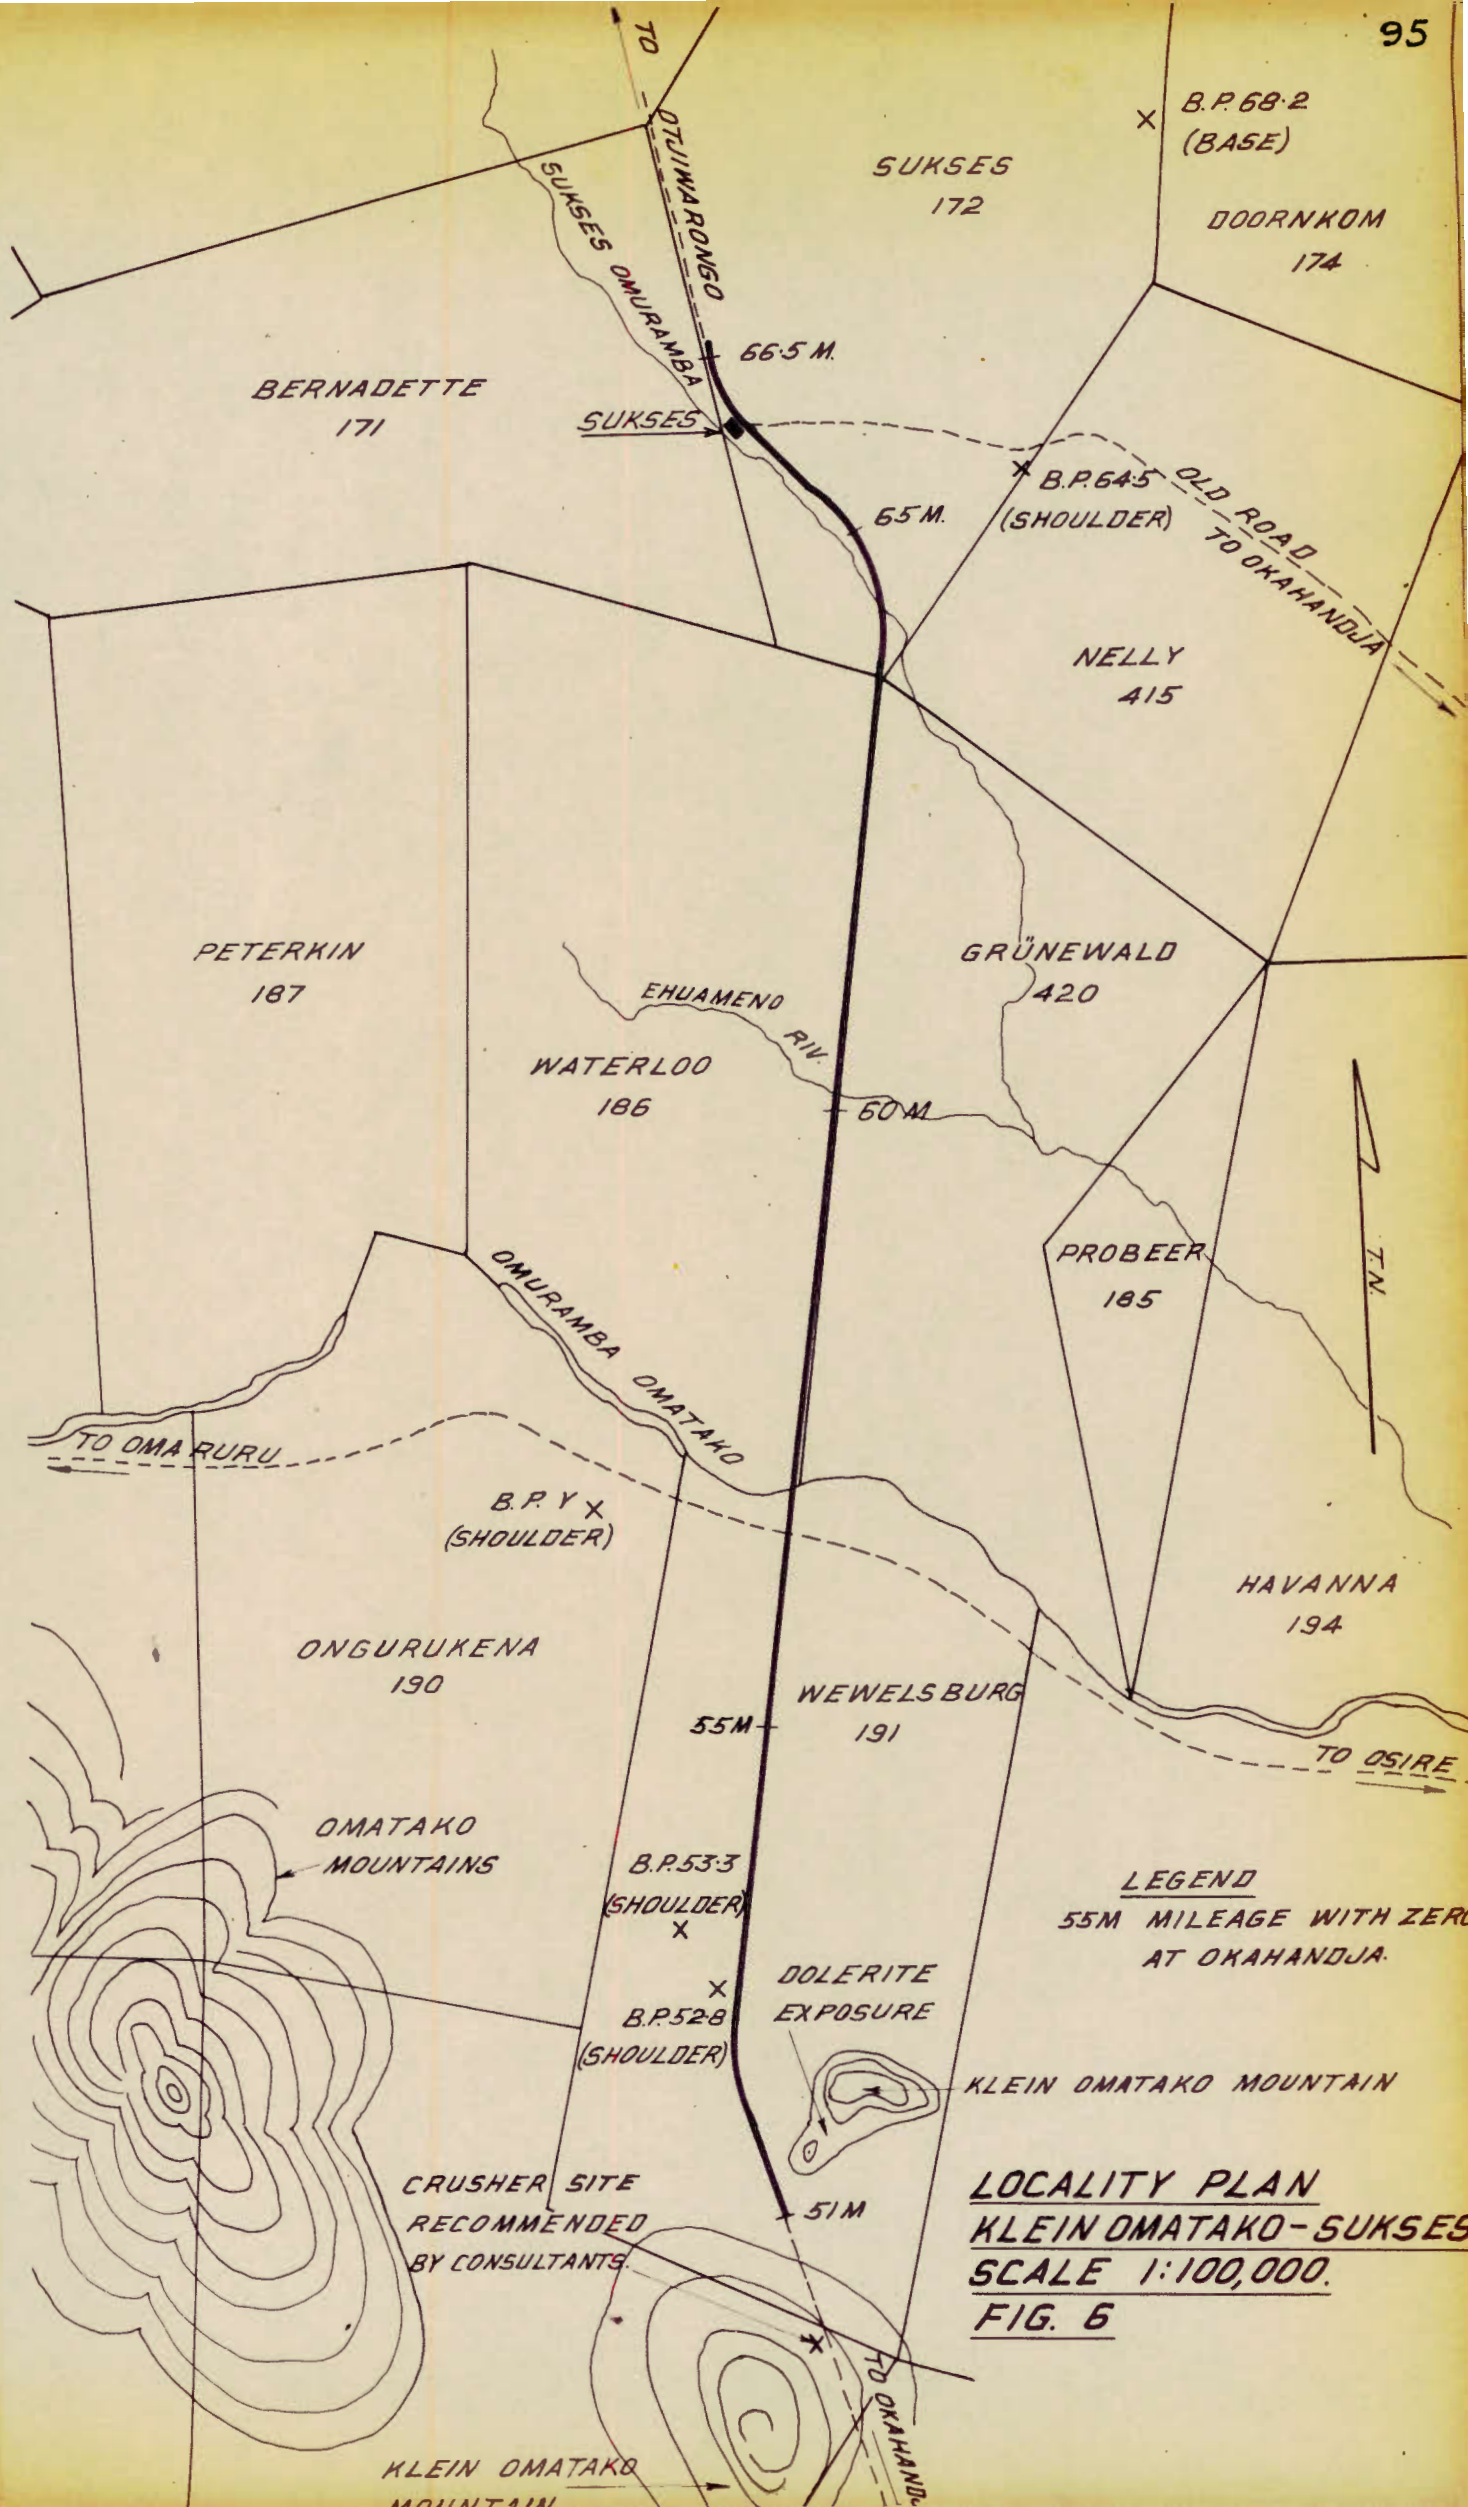 95
TO
OTJIWARONGO
B.P. 68·2
(BASE)
SUKSES
172
DOORNKOM
174
SUKSES OMURAMBA
66·5 M.
BERNADETTE
171
SUKSES
B.P. 64·5
(SHOULDER)
OLD ROAD
TO OKAHANDJA
65 M.
NELLY
415
PETERKIN
187
GRÜNEWALD
420
EHUAMENO RIV.
WATERLOO
186
60 M
PROBEER
185
T.N.
OMURAMBA OMATAKO
TO OMARURU
B.P. Y
(SHOULDER)
HAVANNA
194
ONGURUKENA
190
WEWELSBURG
191
55M
TO OSIRE
OMATAKO
MOUNTAINS
B.P. 53·3
(SHOULDER)
LEGEND
55M MILEAGE WITH ZERO
AT OKAHANDJA.
DOLERITE
EXPOSURE
B.P. 52·8
(SHOULDER)
KLEIN OMATAKO MOUNTAIN
CRUSHER SITE
RECOMMENDED
BY CONSULTANTS.
51M
LOCALITY PLAN
KLEIN OMATAKO-SUKSES
SCALE 1:100,000.
FIG. 6
TO OKAHANDJ
KLEIN OMATAKO
MOUNTAIN